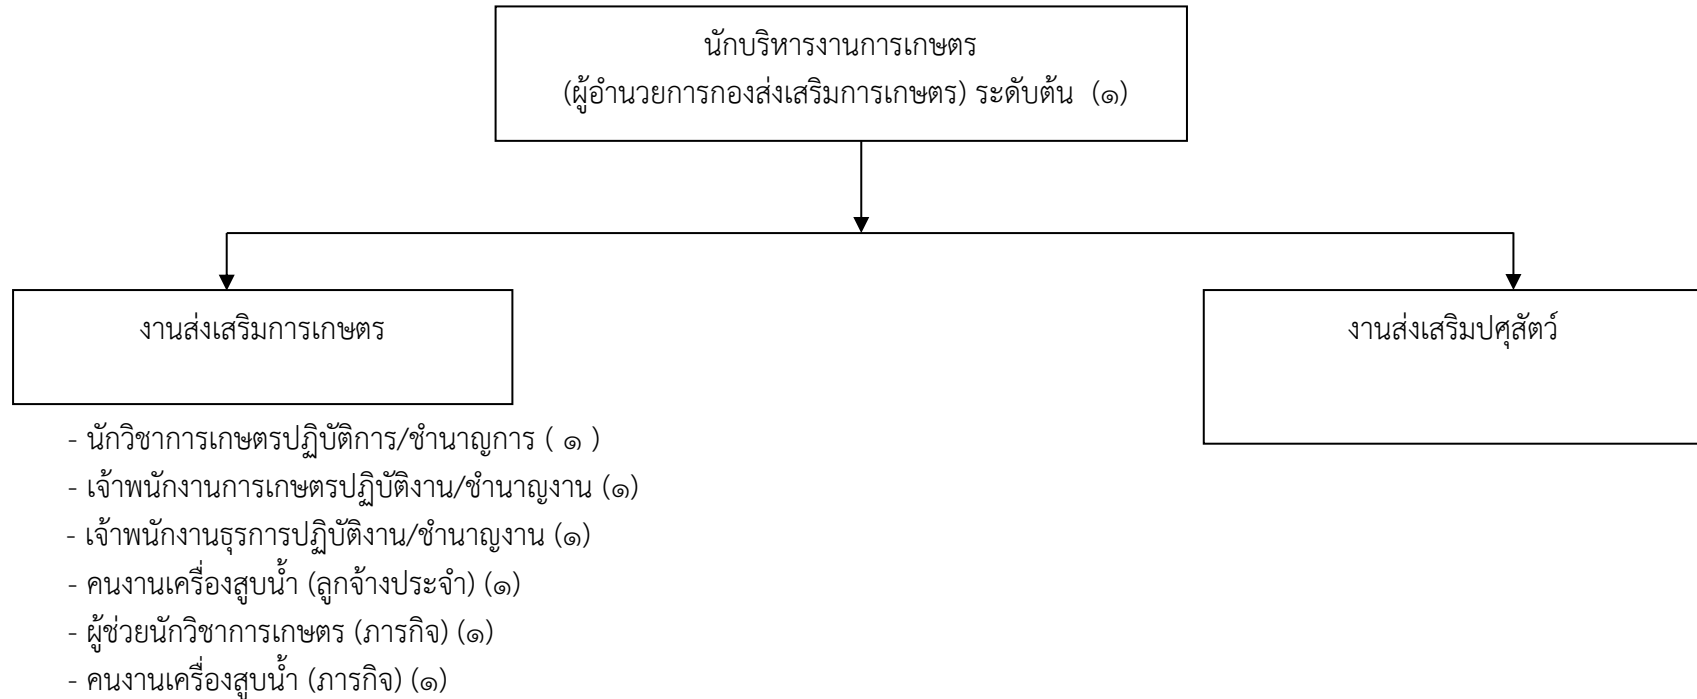 นักบริหารงานการเกษตร
(ผู้อำนวยการกองส่งเสริมการเกษตร) ระดับต้น (๑)
งานส่งเสริมการเกษตร
งานส่งเสริมปศุสัตว์
- นักวิชาการเกษตรปฏิบัติการ/ชำนาญการ ( ๑ )
- เจ้าพนักงานการเกษตรปฏิบัติงาน/ชำนาญงาน (๑)
- เจ้าพนักงานธุรการปฏิบัติงาน/ชำนาญงาน (๑)
- คนงานเครื่องสูบน้ำ (ลูกจ้างประจำ) (๑)
- ผู้ช่วยนักวิชาการเกษตร (ภารกิจ) (๑)
- คนงานเครื่องสูบน้ำ (ภารกิจ) (๑)